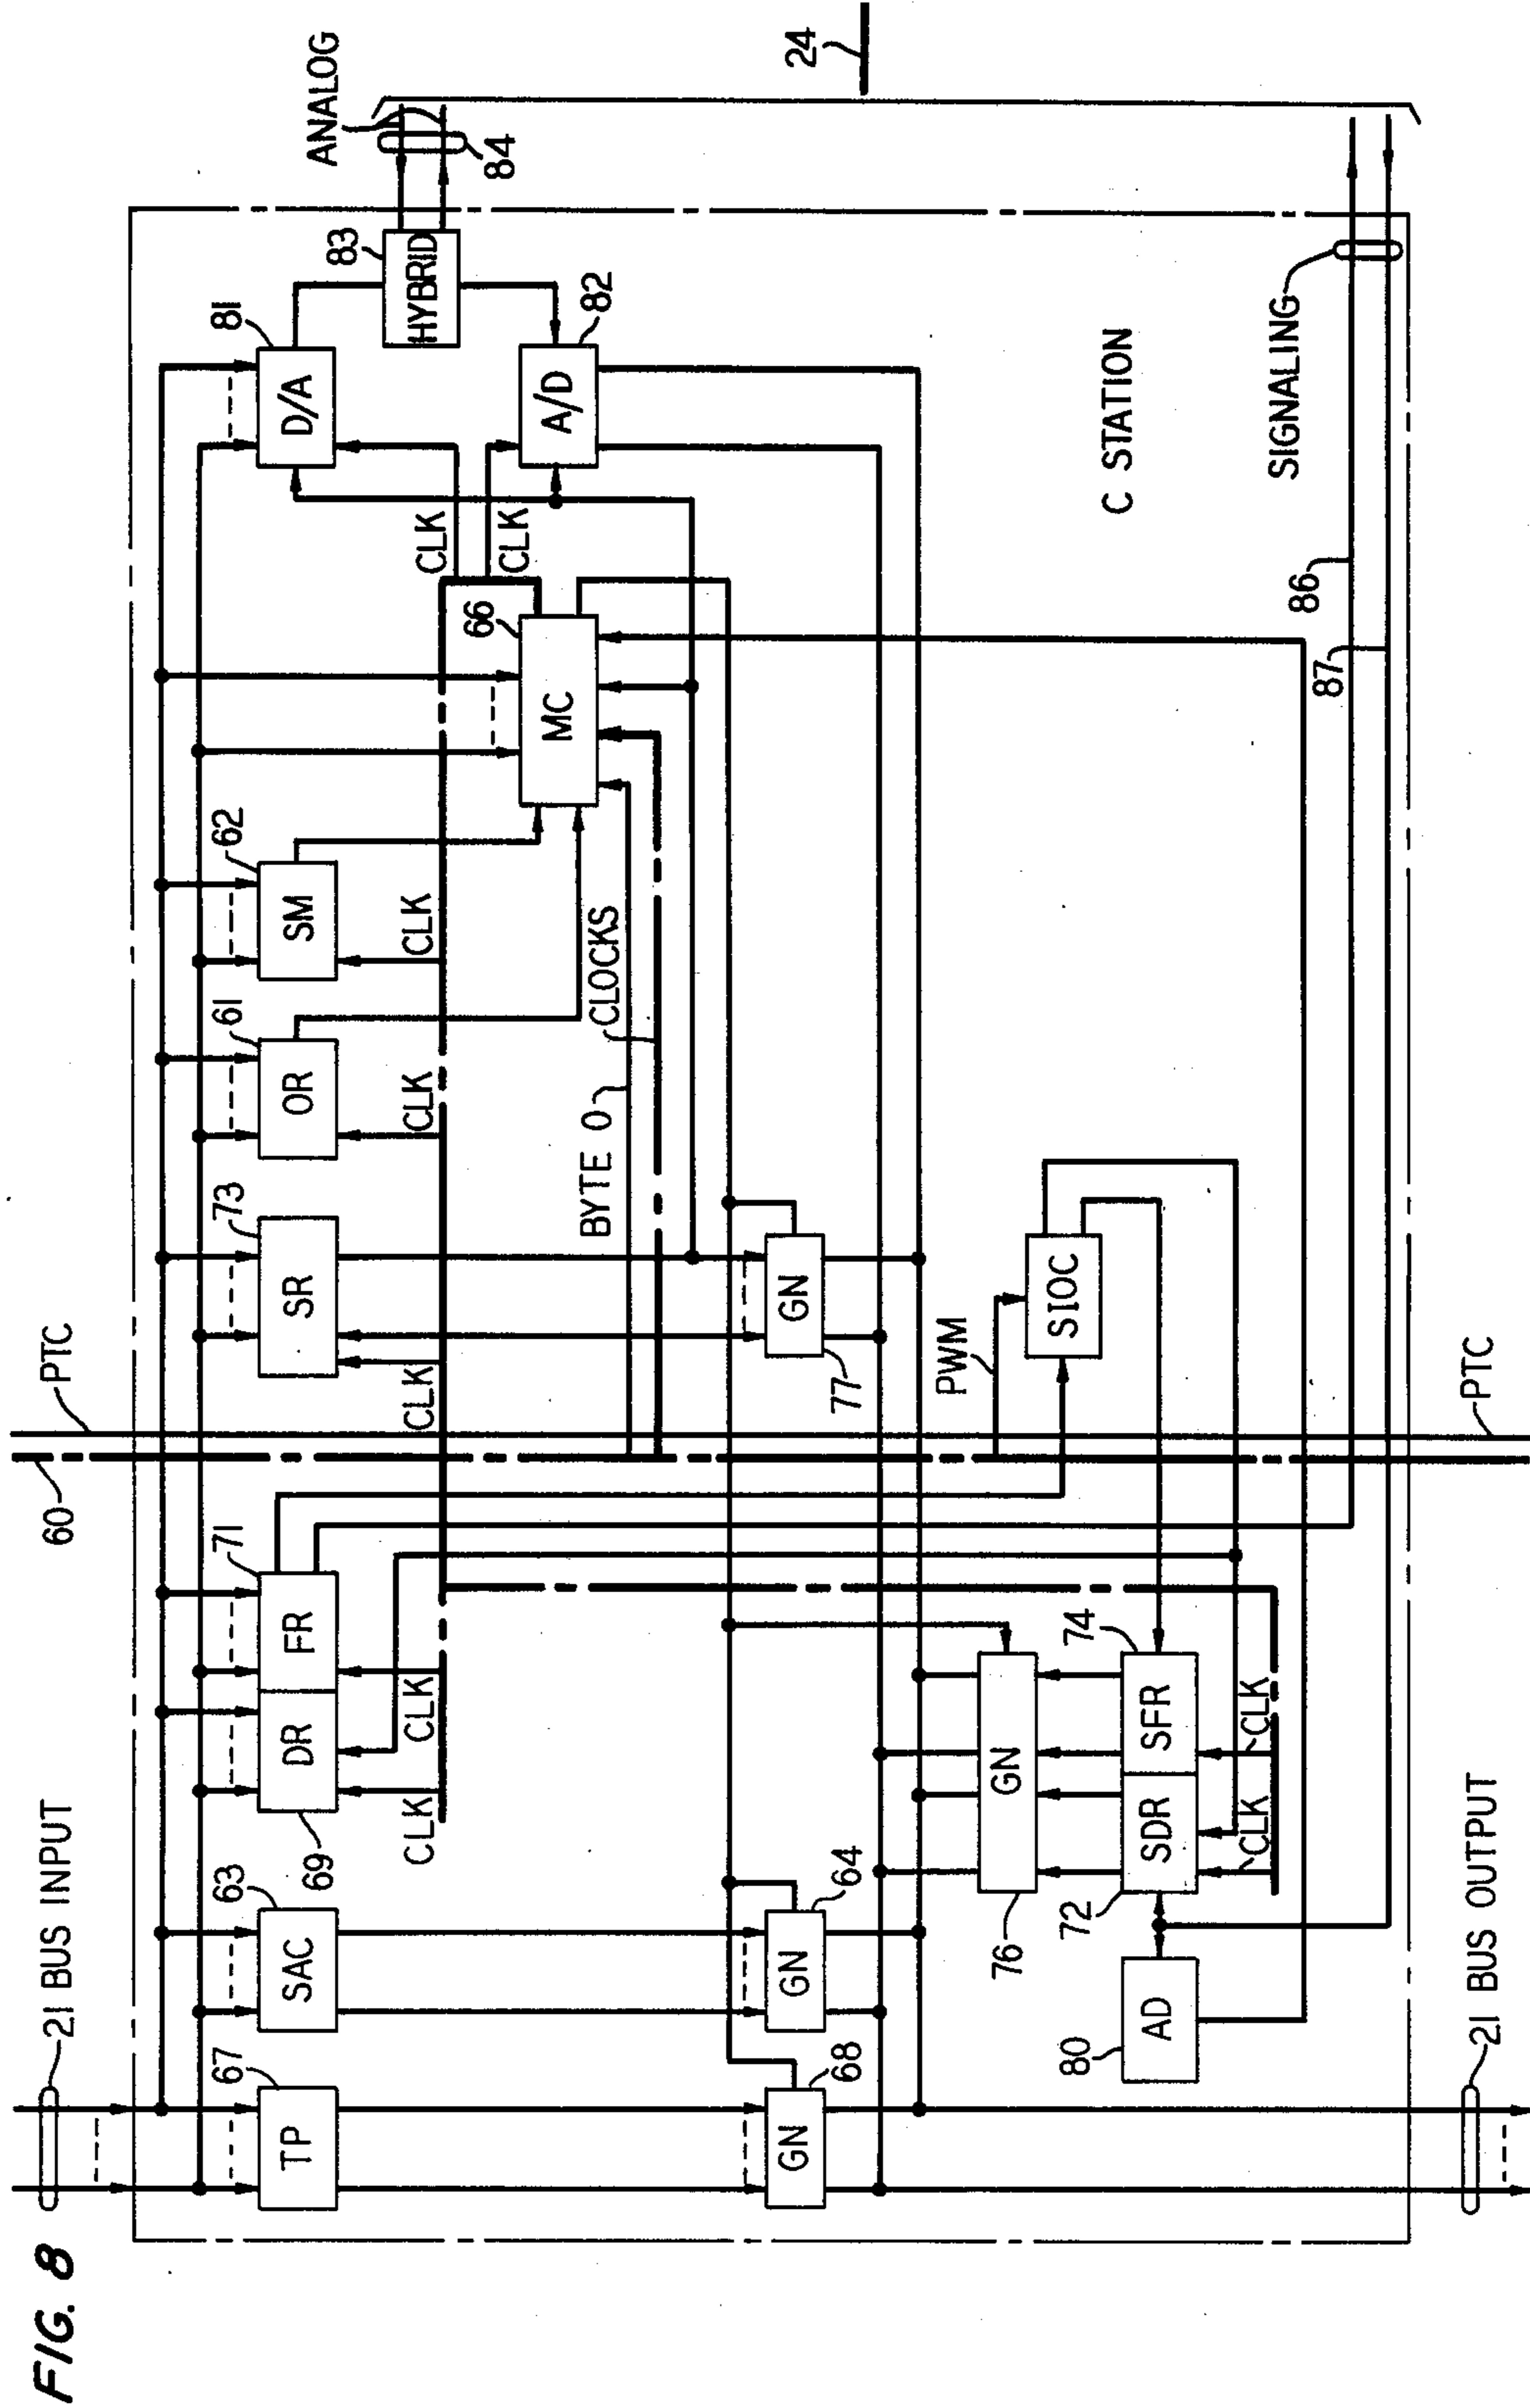 FIG. 8
21 BUS INPUT
60
PTC
ANALOG
24
84
67
TP
63
SAC
69
DR
71
FR
73
SR
61
OR
62
SM
81
D/A
83
HYBRID
CLK
CLK
CLK
CLK
CLK
CLK
CLK
66
MC
82
A/D
BYTE 0
CLOCKS
68
GN
64
GN
77
GN
76
GN
PWM
SIOC
80
AD
72
SDR
74
SFR
CLK
CLK
C STATION
SIGNALING
86
87
21 BUS OUTPUT
PTC